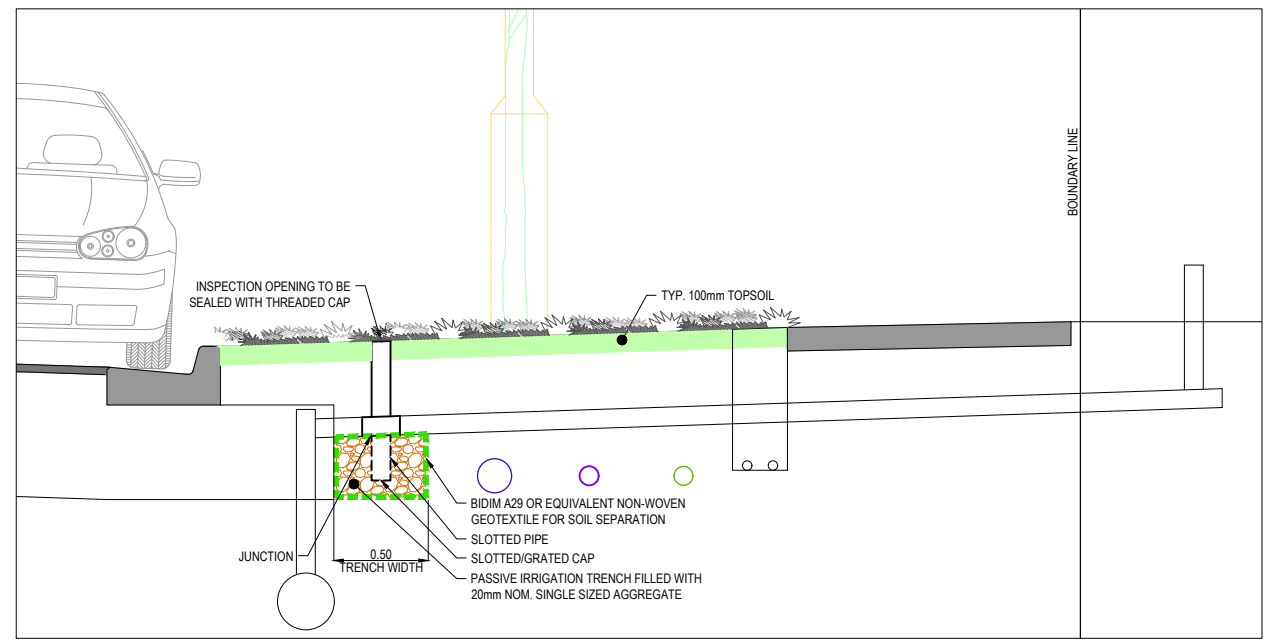 BOUNDARY LINE
INSPECTION OPENING TO BE
SEALED WITH THREADED CAP
TYP. 100mm TOPSOIL
BIDIM A29 OR EQUIVALENT NON-WOVEN
GEOTEXTILE FOR SOIL SEPARATION
SLOTTED PIPE
JUNCTION
SLOTTED/GRATED CAP
0.50
TRENCH WIDTH
PASSIVE IRRIGATION TRENCH FILLED WITH
20mm NOM. SINGLE SIZED AGGREGATE